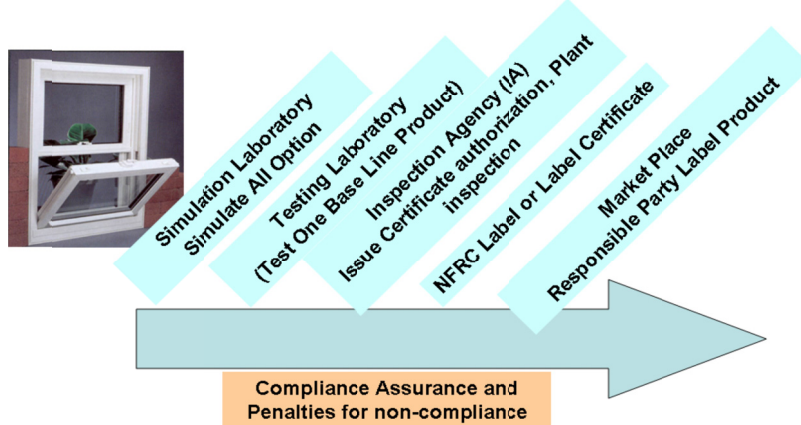 Simulation Laboratory
Simulate All Option
Testing Laboratory
(Test One Base Line Product)
Inspection Agency (IA)
Issue Certificate authorization, Plant
inspection
NFRC Label or Label Certificate
Market Place
Responsible Party Label Product
Compliance Assurance and
Penalties for non-compliance